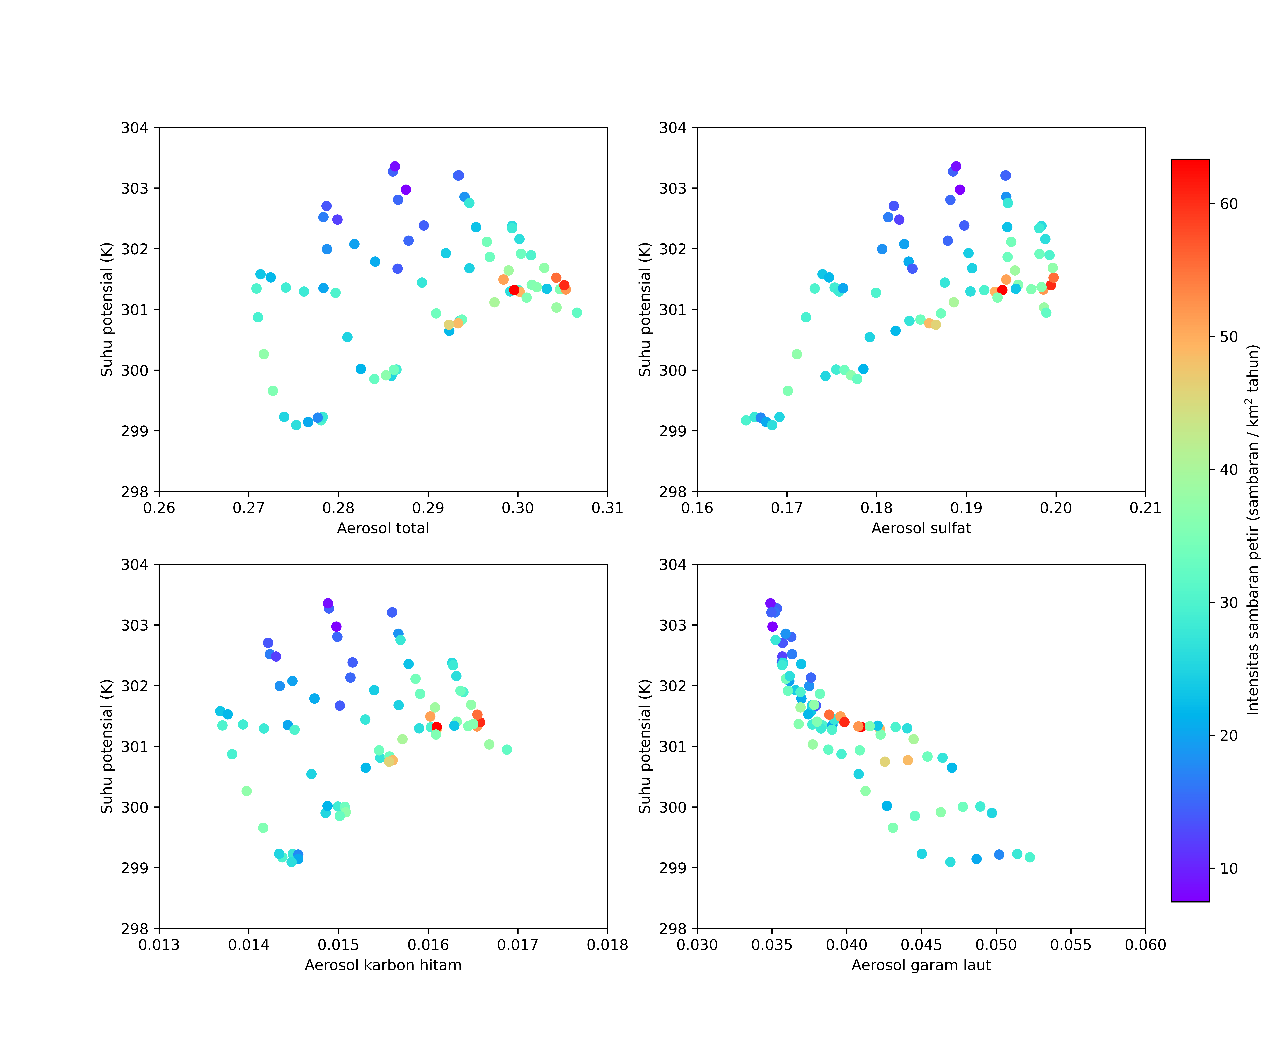 304
303
302
301
300
299
298
Suhu potensial (K)
0.26 0.27 0.28 0.29 0.30 0.31
Aerosol total
304
303
302
301
300
299
298
Suhu potensial (K)
0.16 0.17 0.18 0.19 0.20 0.21
Aerosol sulfat
304
303
302
301
300
299
298
Suhu potensial (K)
0.013 0.014 0.015 0.016 0.017 0.018
Aerosol karbon hitam
304
303
302
301
300
299
298
Suhu potensial (K)
0.030 0.035 0.040 0.045 0.050 0.055 0.060
Aerosol garam laut
60
50
40
30
20
10
Intensitas sambaran petir (sambaran / km² tahun)